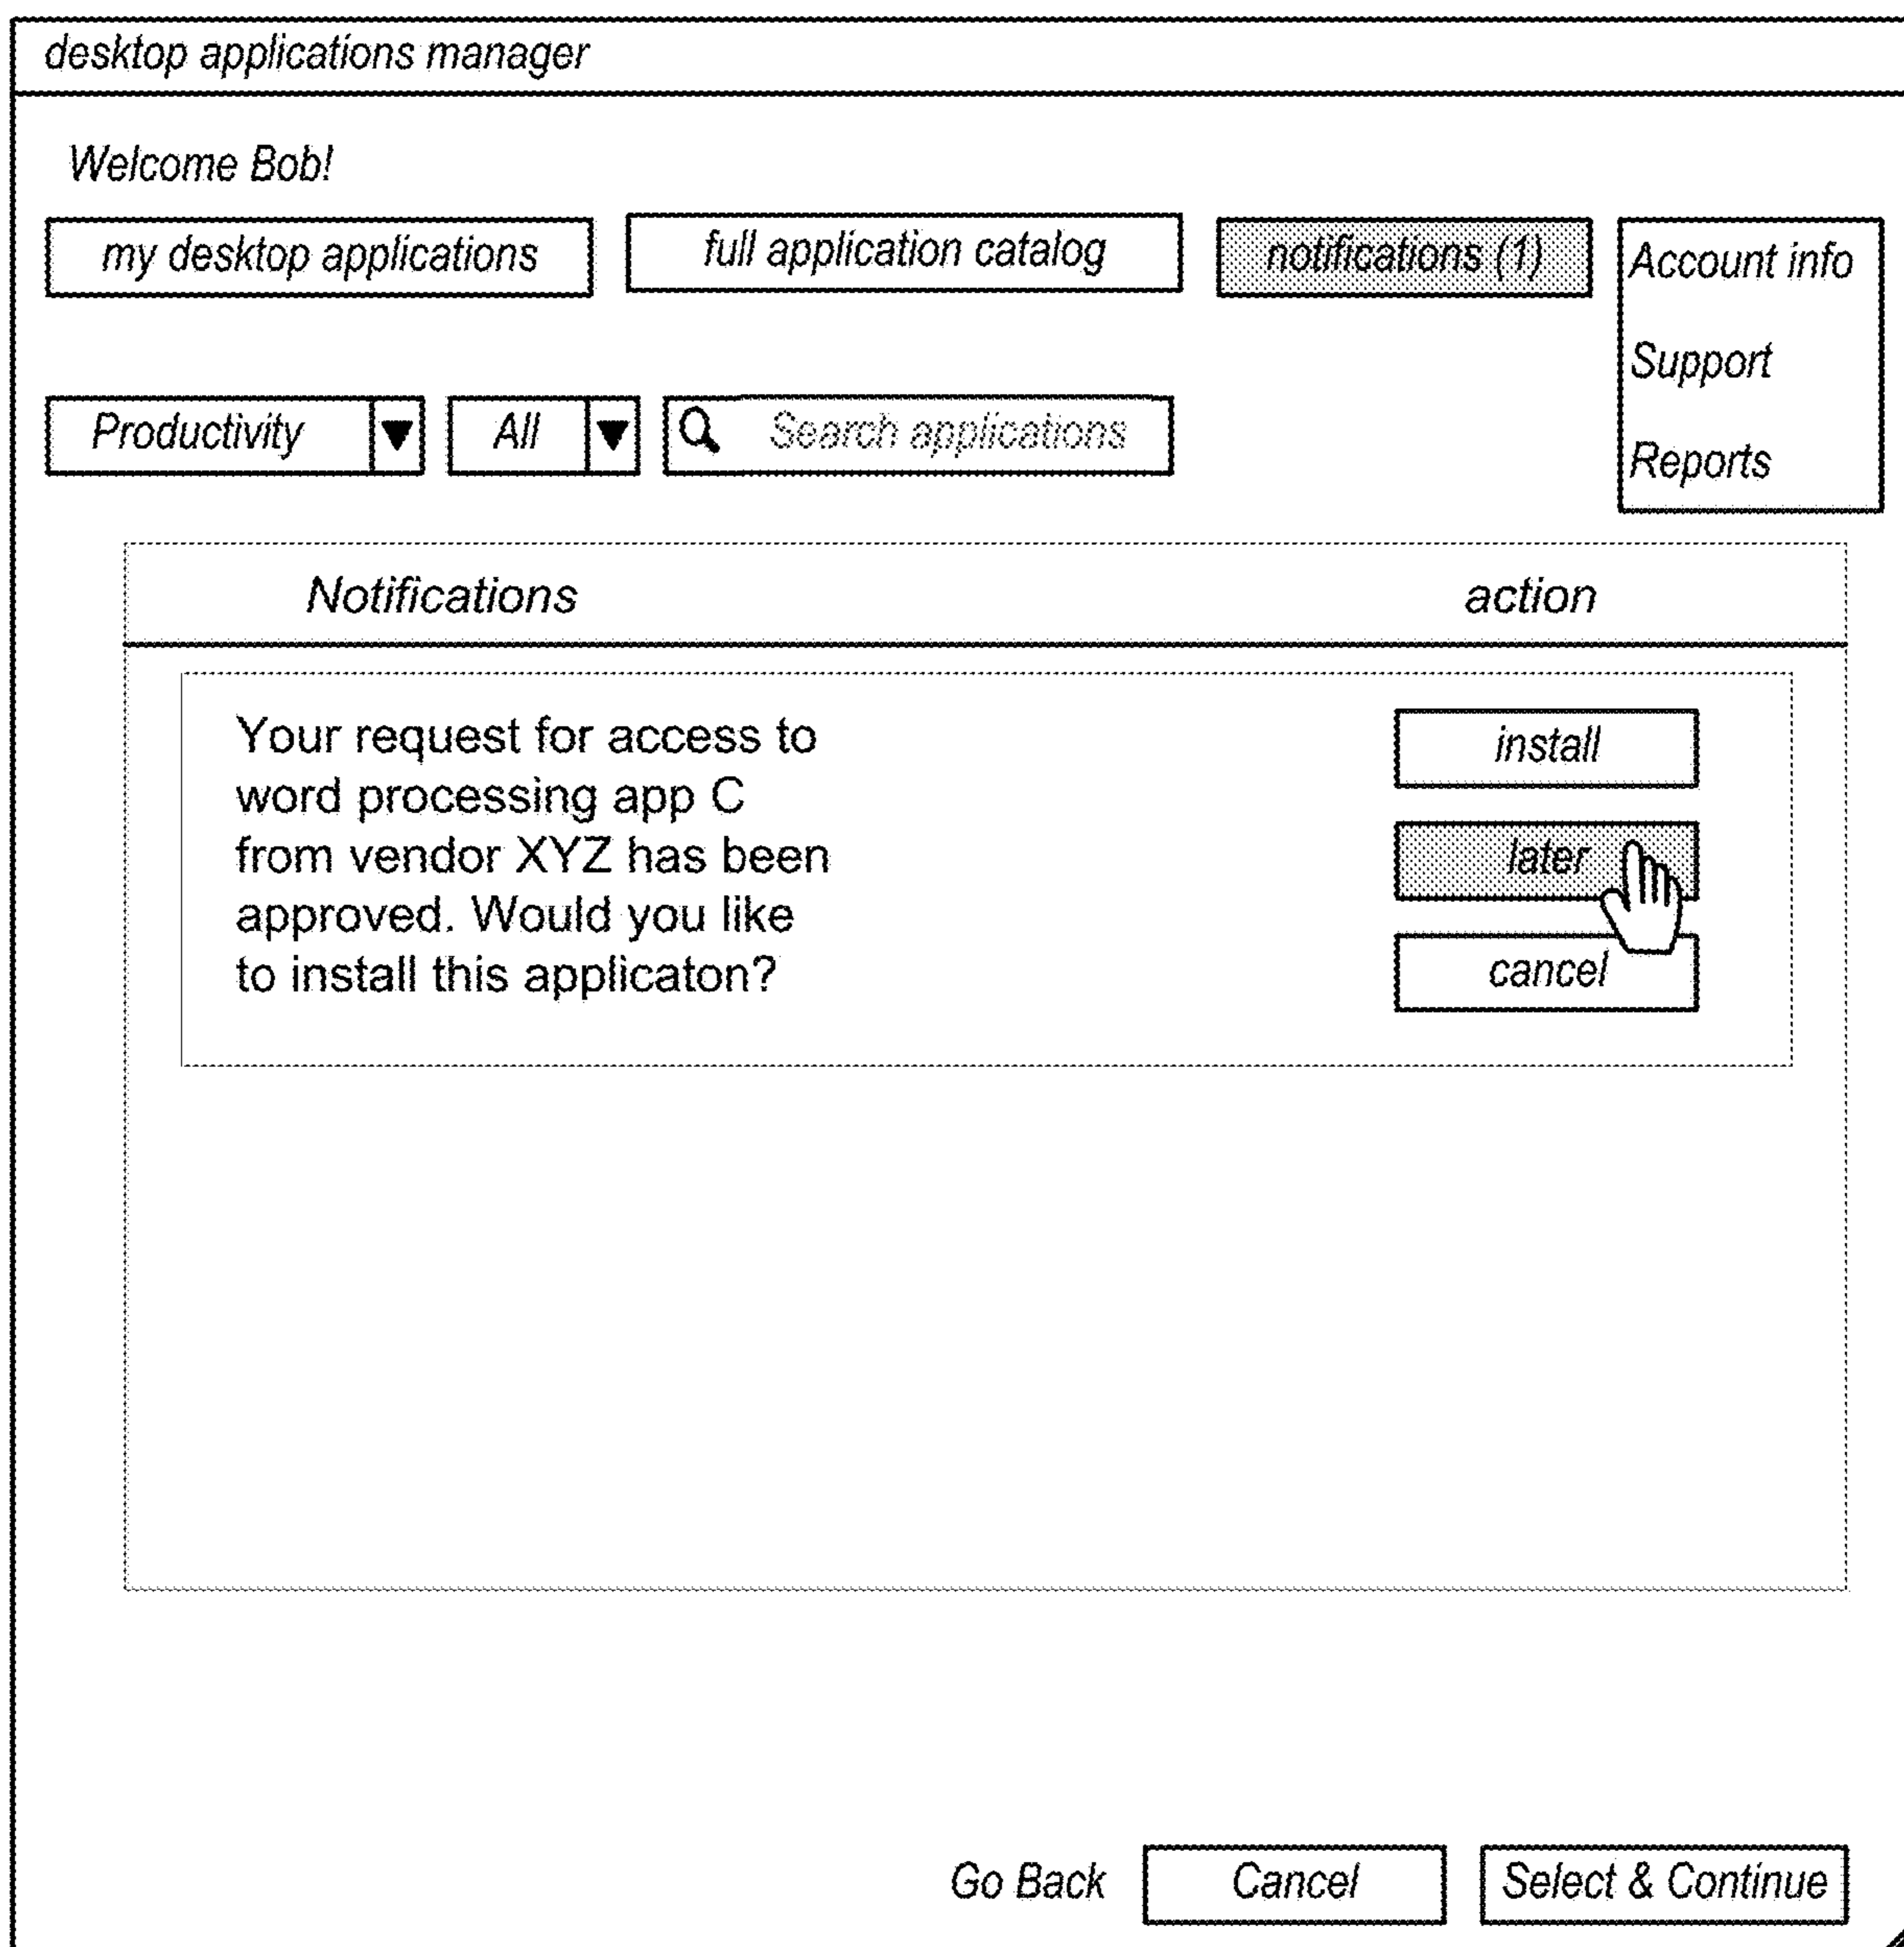 desktop applications manager
Welcome Bob!
my desktop applications
full application catalog
notifications (1)
Account info
Support
Reports
Productivity
All
Search applications
Notifications
action
Your request for access to
word processing app C
from vendor XYZ has been
approved. Would you like
to install this applicaton?
install
later
cancel
Go Back
Cancel
Select & Continue